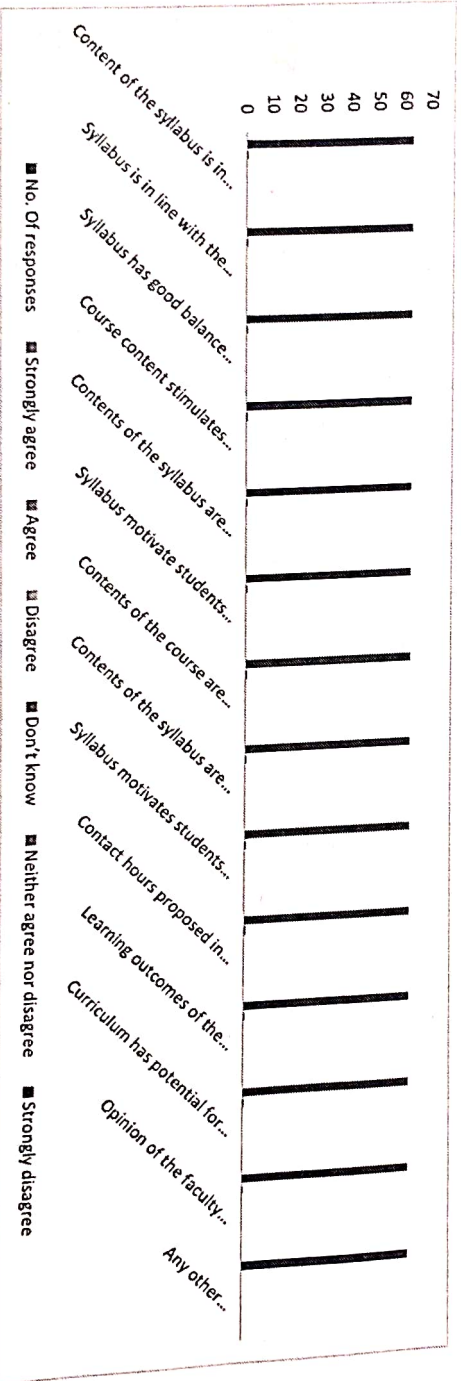 70
60
50
40
30
20
10
0
Content of the syllabus is in...
Syllabus is in line with the...
Syllabus has good balance...
Course content stimulates...
Contents of the syllabus are...
Syllabus motivate students...
Contents of the course are...
Contents of the syllabus are...
Syllabus motivates students...
Contact hours proposed in...
Learning outcomes of the...
Curriculum has potential for...
Opinion of the faculty...
Any other...
No. Of responses Strongly agree Agree Disagree Don't know Neither agree nor disagree Strongly disagree